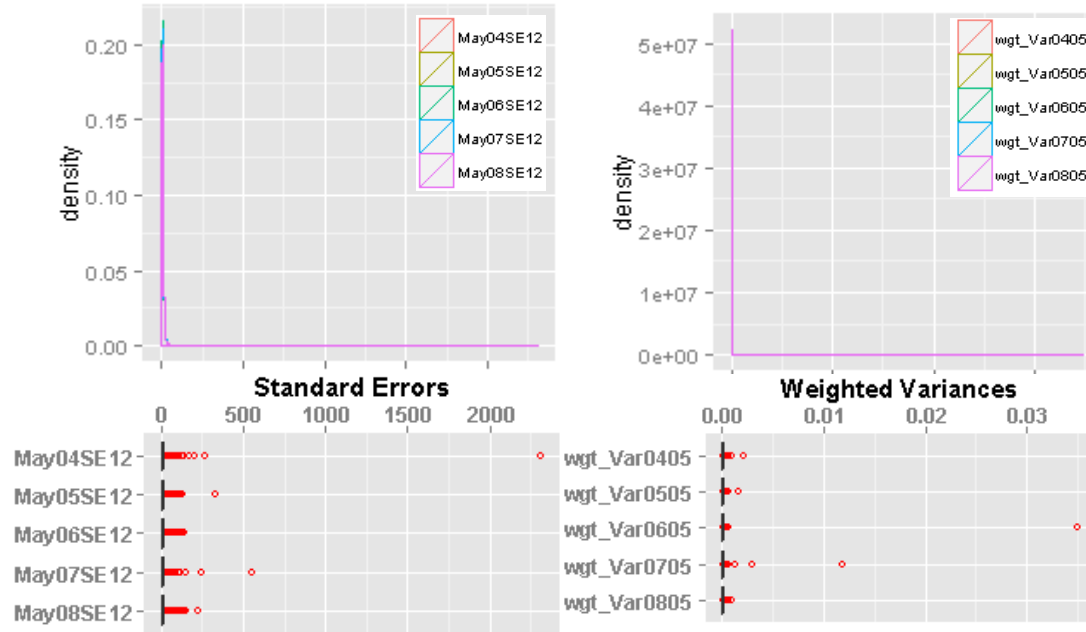 0.20
0.15
0.10
0.05
0.00
density
May04SE12
May05SE12
May06SE12
May07SE12
May08SE12
Standard Errors
0 500 1000 1500 2000
May04SE12
May05SE12
May06SE12
May07SE12
May08SE12
5e+07
4e+07
3e+07
2e+07
1e+07
0e+00
density
wgt_Var0405
wgt_Var0505
wgt_Var0605
wgt_Var0705
wgt_Var0805
Weighted Variances
0.00 0.01 0.02 0.03
wgt_Var0405
wgt_Var0505
wgt_Var0605
wgt_Var0705
wgt_Var0805